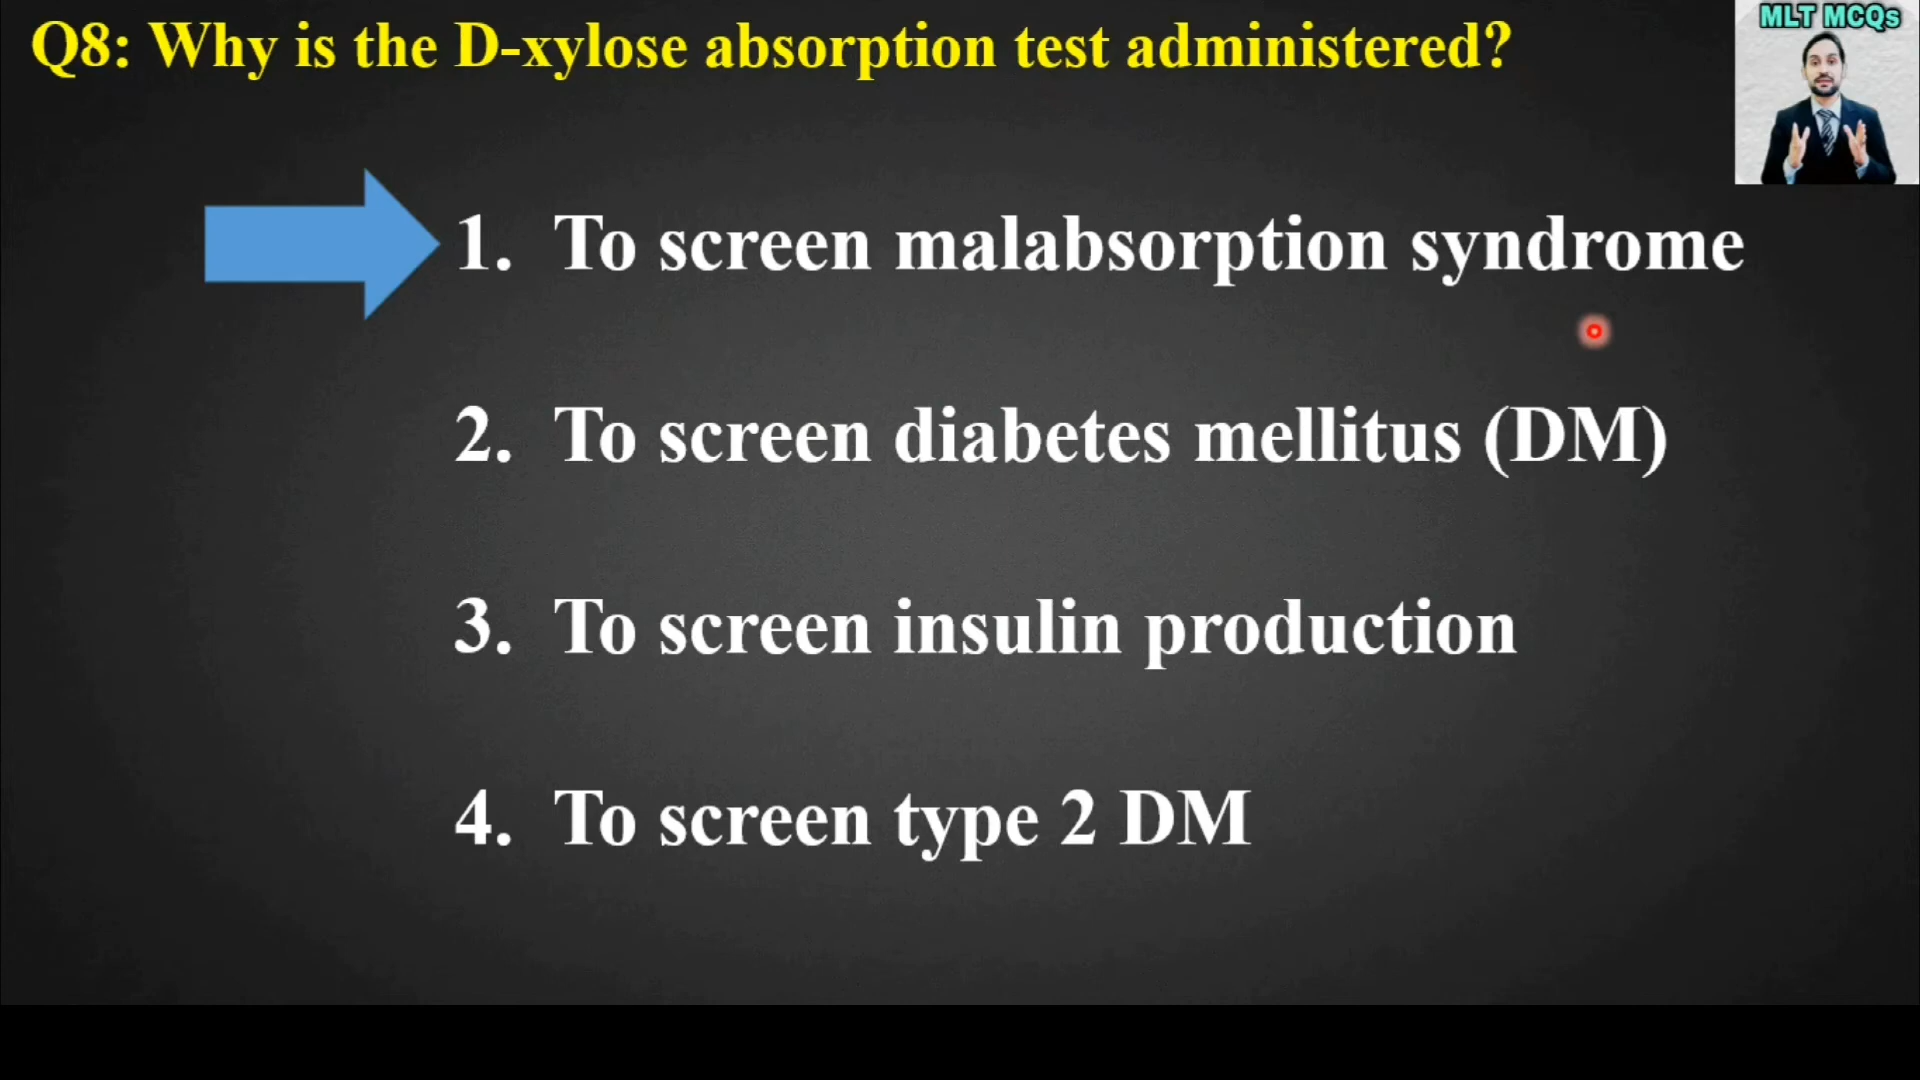 Q8: Why is the D-xylose absorption test administered?
MLT MCQs
1. To screen malabsorption syndrome
2. To screen diabetes mellitus (DM)
3. To screen insulin production
4. To screen type 2 DM